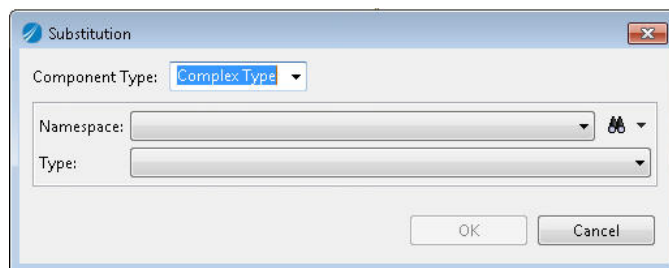 Substitution
Component Type: Complex Type
Namespace:
Type:
OK Cancel